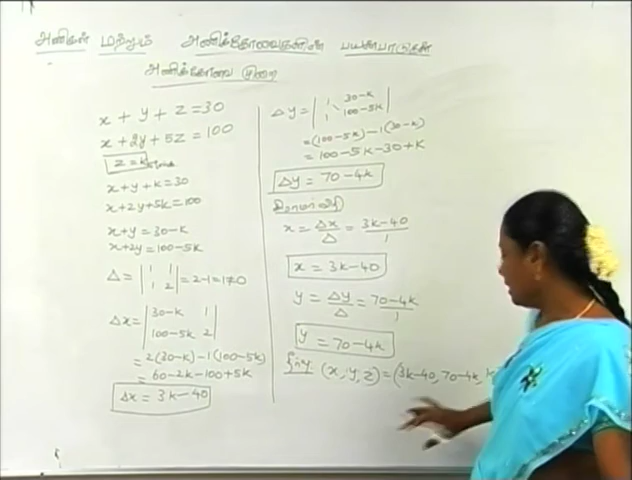 அணிகள் மற்றும் அணிக்கோவைகளின் பயன்பாடுகள்
அணிக்கோவை முறை
x + y + z = 30
x + 2y + 5z = 100
z = k
x + y + k = 30
x + 2y + 5k = 100
x + y = 30 - k
x + 2y = 100 - 5k
Δ = | 1 1 |
| 1 2 | = 2 - 1 = 1 ≠ 0
Δx = | 30 - k 1 |
| 100 - 5k 2 |
= 2(30 - k) - 1(100 - 5k)
= 60 - 2k - 100 + 5k
Δx = 3k - 40
Δy = | 1 30 - k |
| 1 100 - 5k |
= (100 - 5k) - 1(30 - k)
= 100 - 5k - 30 + k
Δy = 70 - 4k
x = Δx/Δ = (3k - 40)/1
x = 3k - 40
y = Δy/Δ = (70 - 4k)/1
y = 70 - 4k
தீர்வு (x, y, z) = (3k - 40, 70 - 4k, k